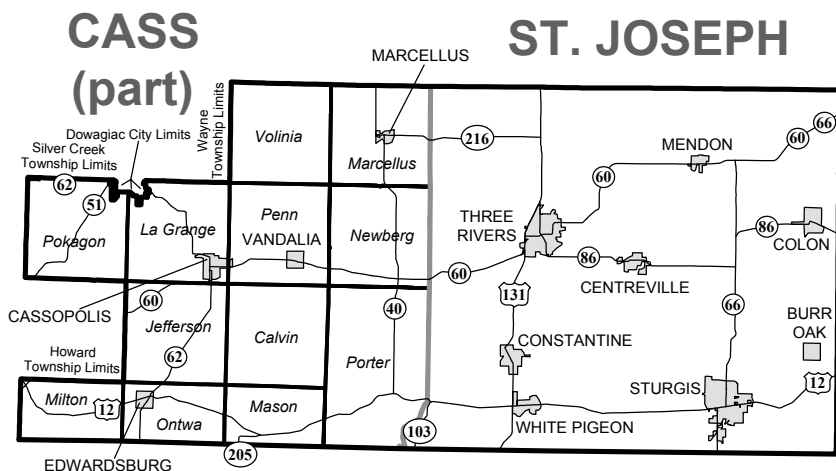 CASS
(part)
ST. JOSEPH
MARCELLUS
Wayne
Township Limits
Dowagiac City Limits
Silver Creek
Township Limits
Volinia
Marcellus
216
60
66
MENDON
62
51
60
La Grange
Penn
Pokagon
VANDALIA
Newberg
THREE
RIVERS
86
COLON
86
60
CENTREVILLE
60
131
CASSOPOLIS
40
66
BURR
OAK
Jefferson
Calvin
CONSTANTINE
Howard
Township Limits
62
Porter
STURGIS
12
Milton
12
Mason
Ontwa
WHITE PIGEON
103
205
EDWARDSBURG